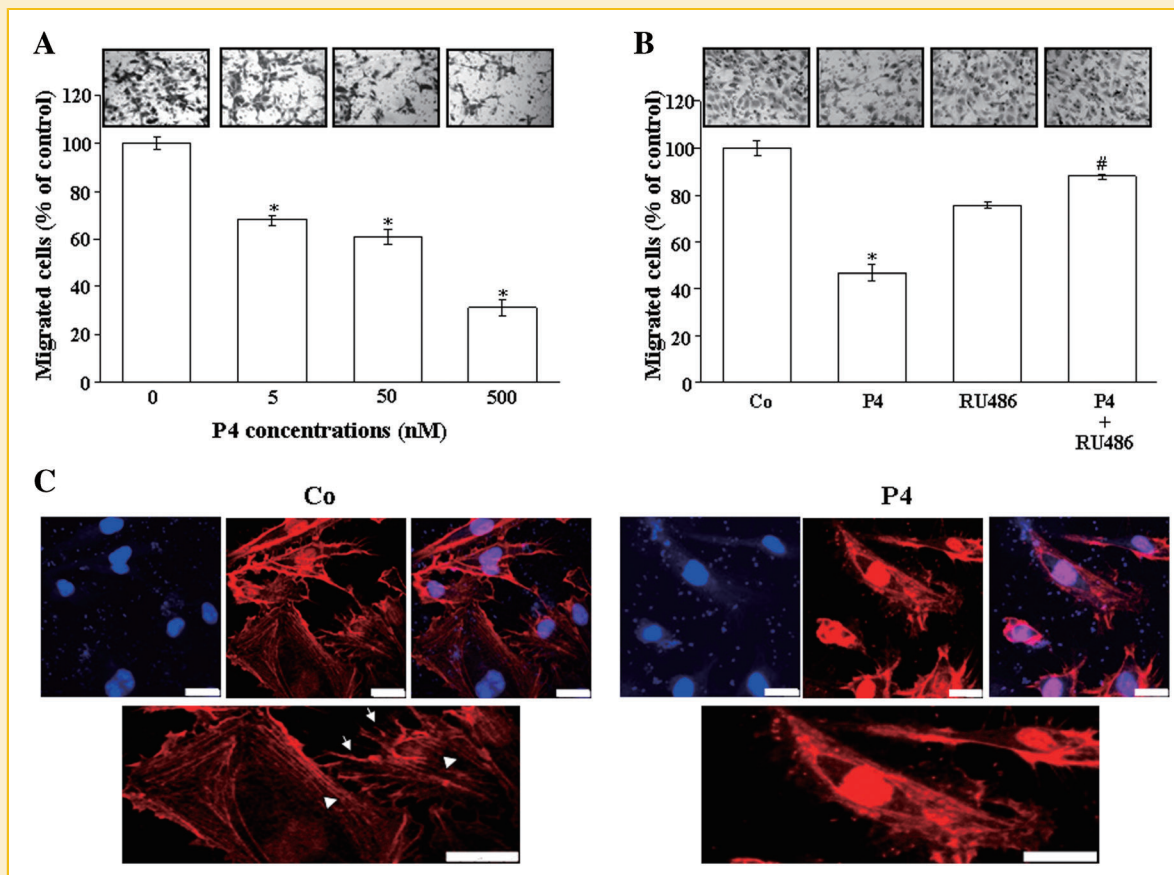 A
Migrated cells (% of control)
120
100
80
60
40
20
0
*
*
*
0 5 50 500
P4 concentrations (nM)
B
Migrated cells (% of control)
120
100
80
60
40
20
0
*
#
Co P4 RU486 P4
+
RU486
C
Co P4